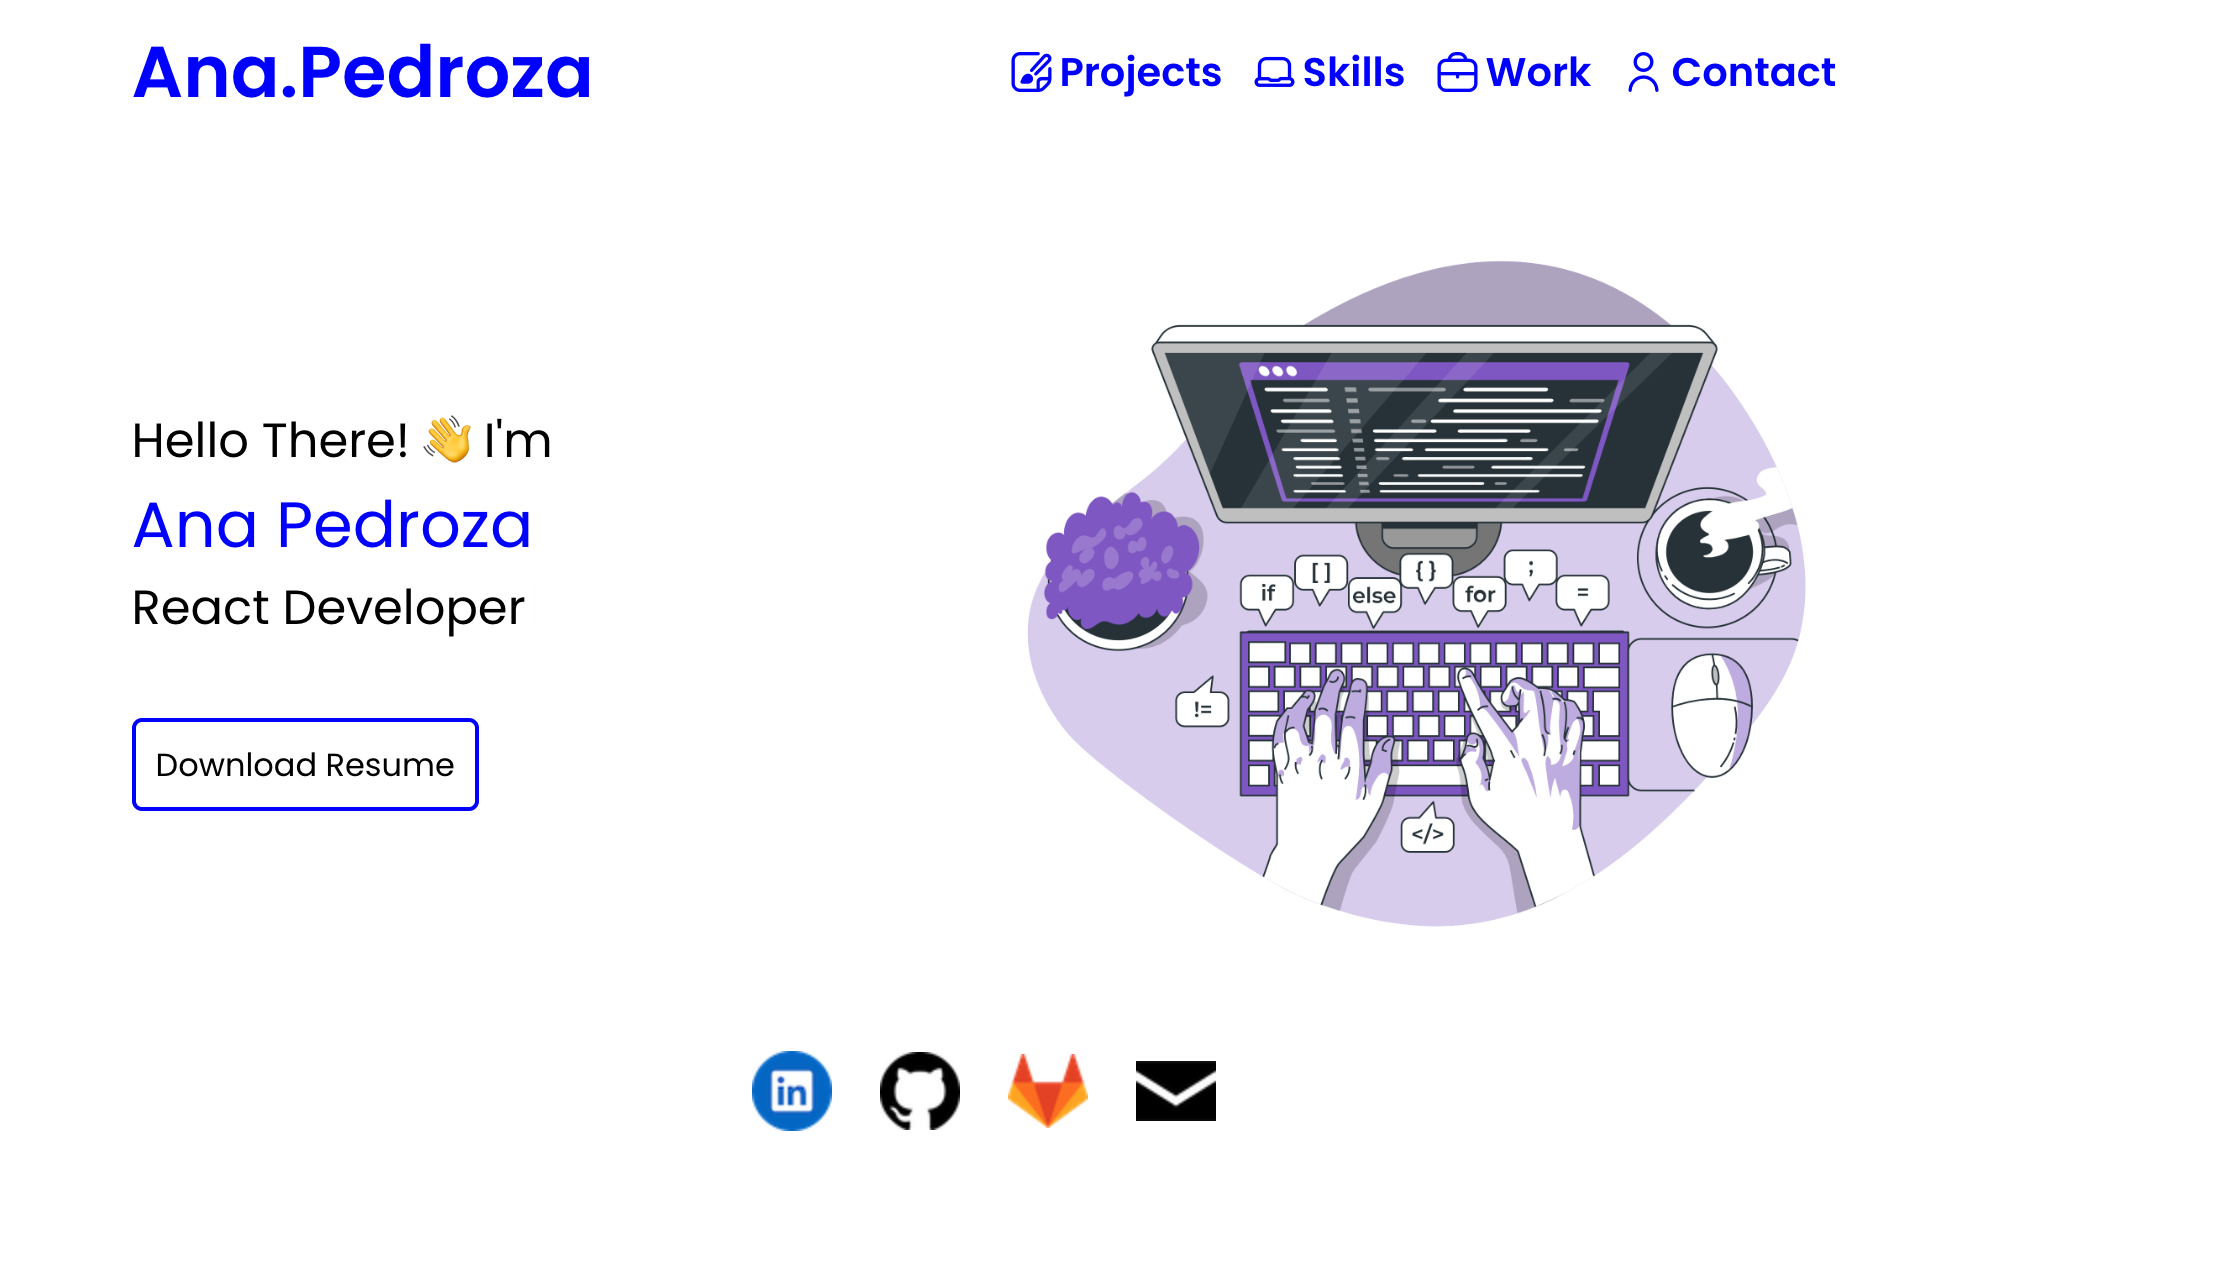 Ana.Pedroza
Projects Skills Work Contact
Hello There! 👋 I'm
Ana Pedroza
React Developer
Download Resume
if [ ] else { } for ; =
!=
</>
in